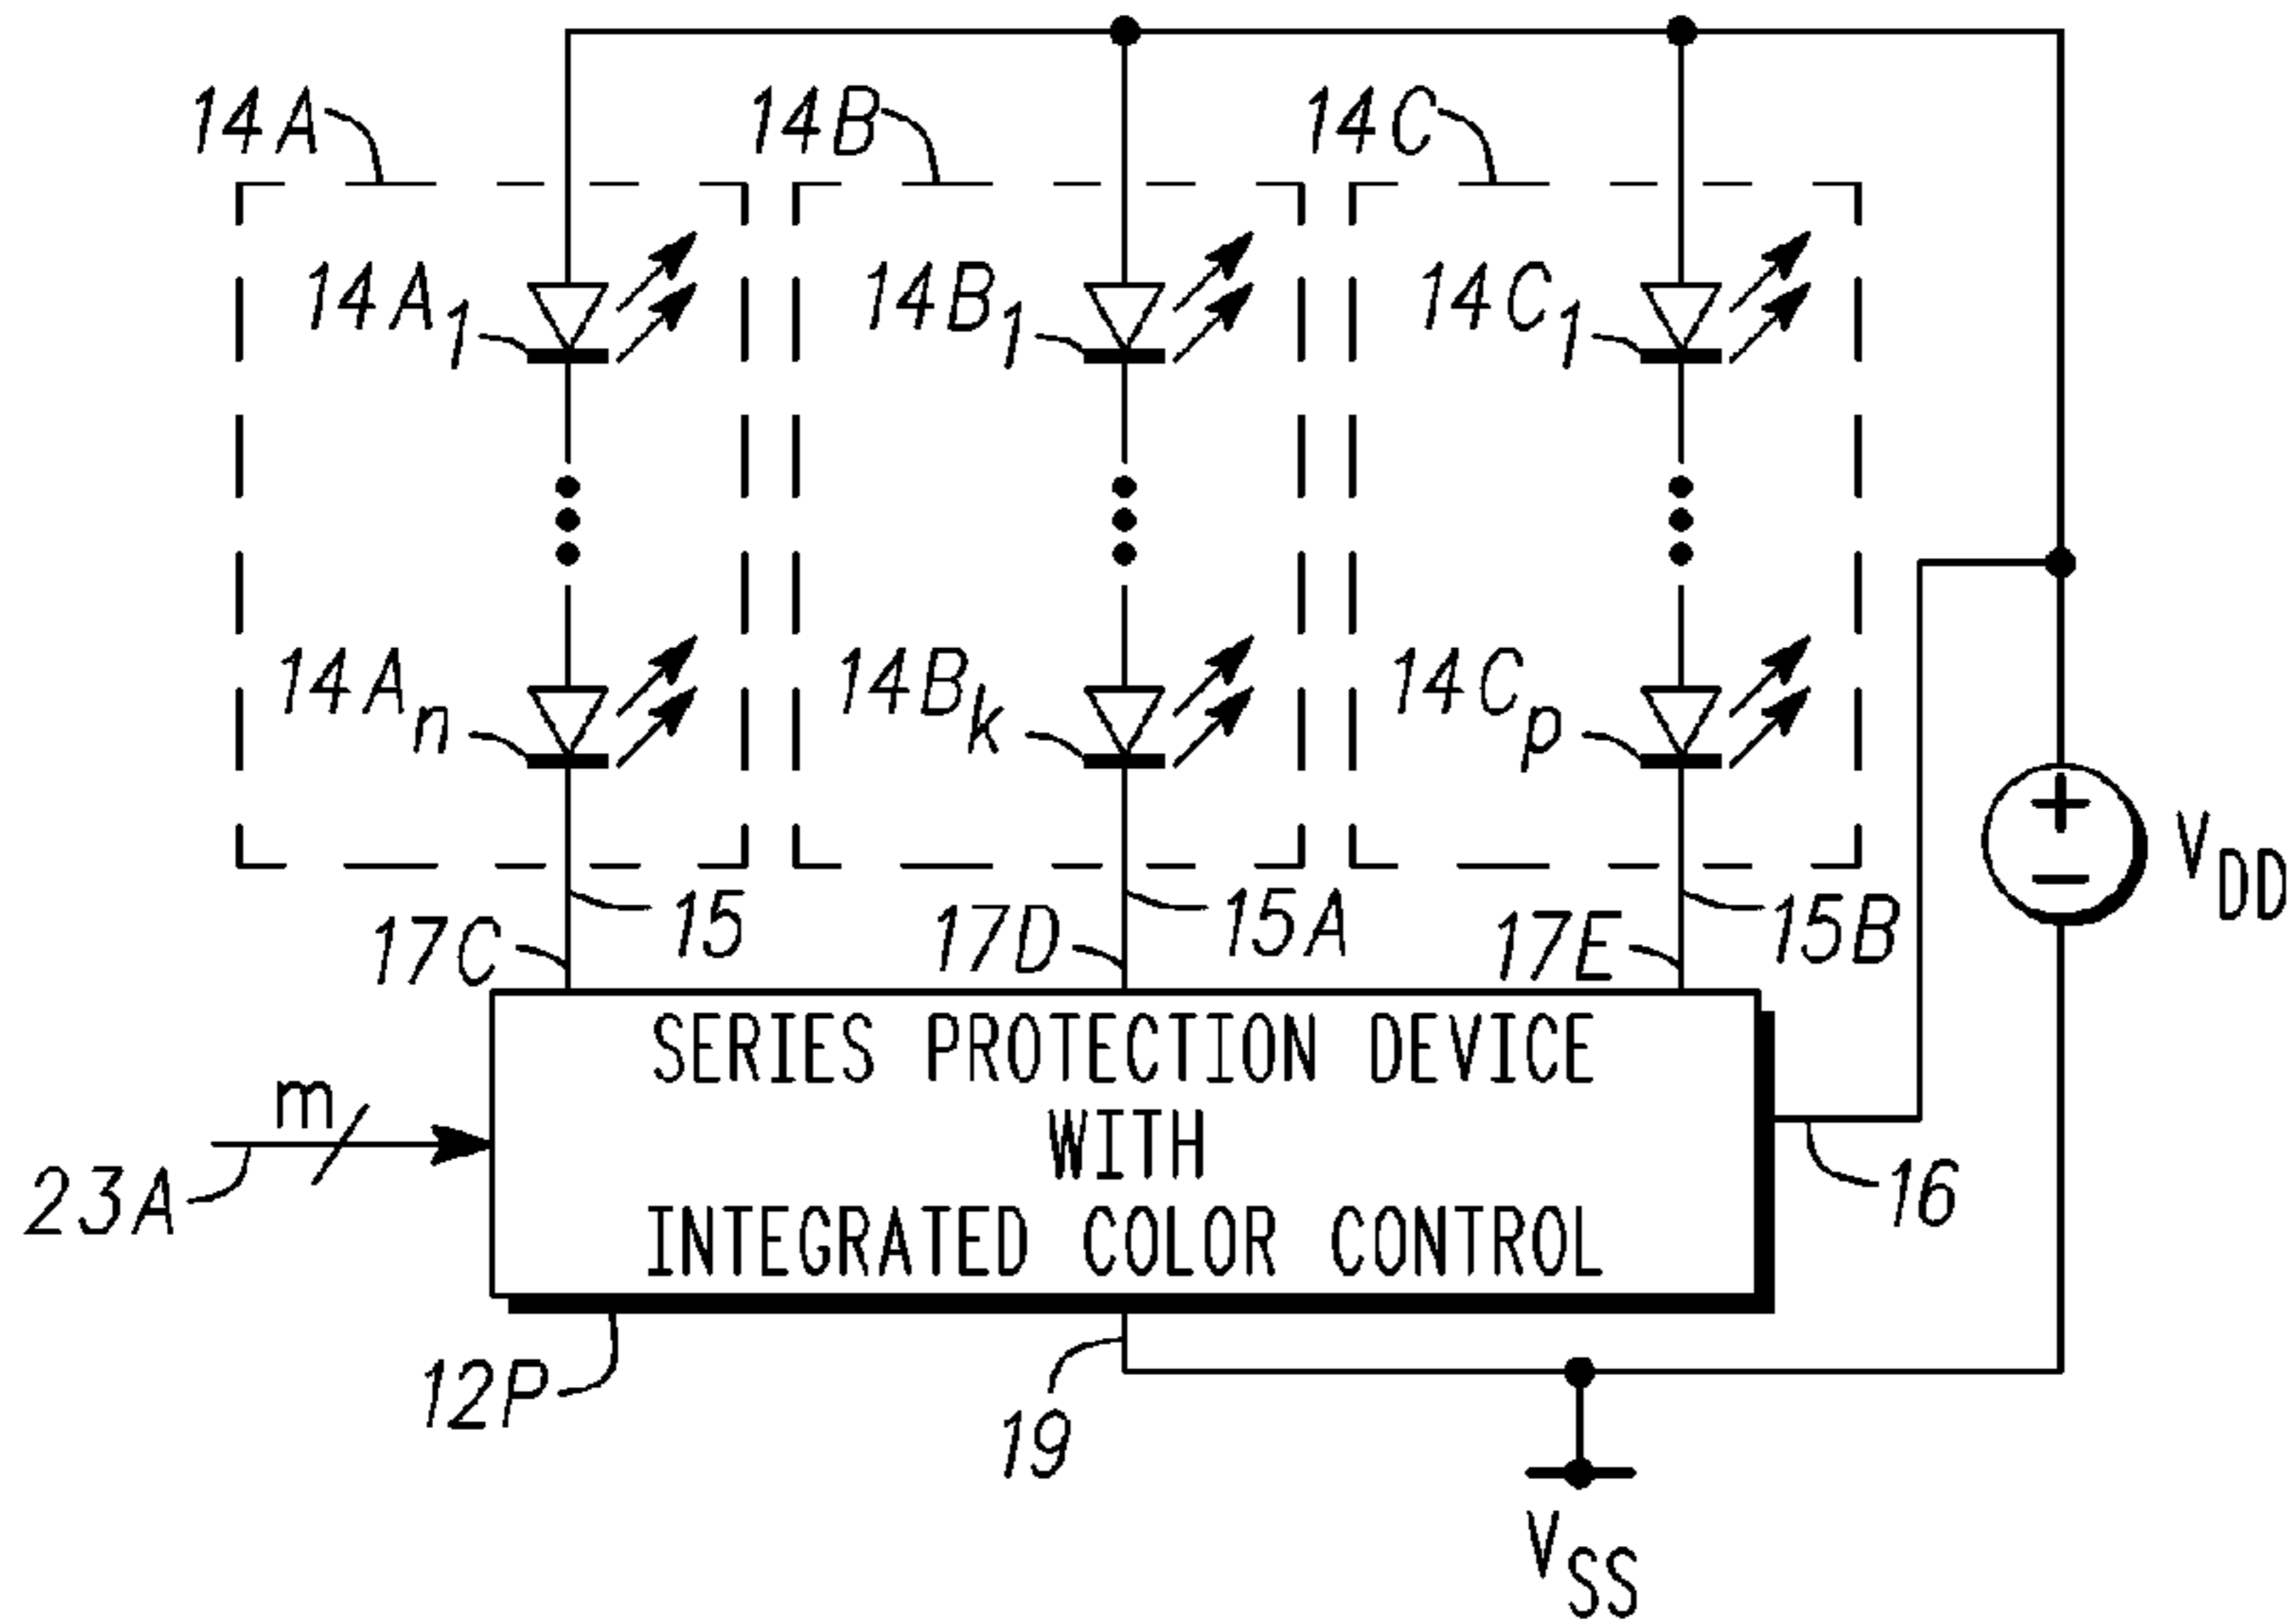 14A 14B 14C
14A1 14B1 14C1
14An 14Bk 14Cp
VDD
15 15A 15B
17C 17D 17E
SERIES PROTECTION DEVICE
WITH
INTEGRATED COLOR CONTROL
m
23A
16
12P
19
VSS